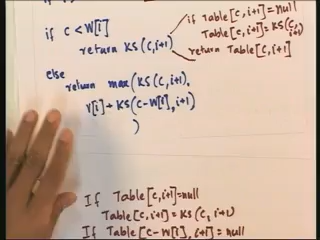 if C < W[i]
return KS(C,i+1)
if Table[C,i+1]=null
Table[C,i+1]=KS(C,i+1)
return Table[C,i+1]
else
return max(KS(C,i+1),
V[i]+KS(C-W[i],i+1)
)
If Table[C,i+1]=null
Table[C,i+1]=KS(C,i+1)
If Table[C-W[i],i+1]=null